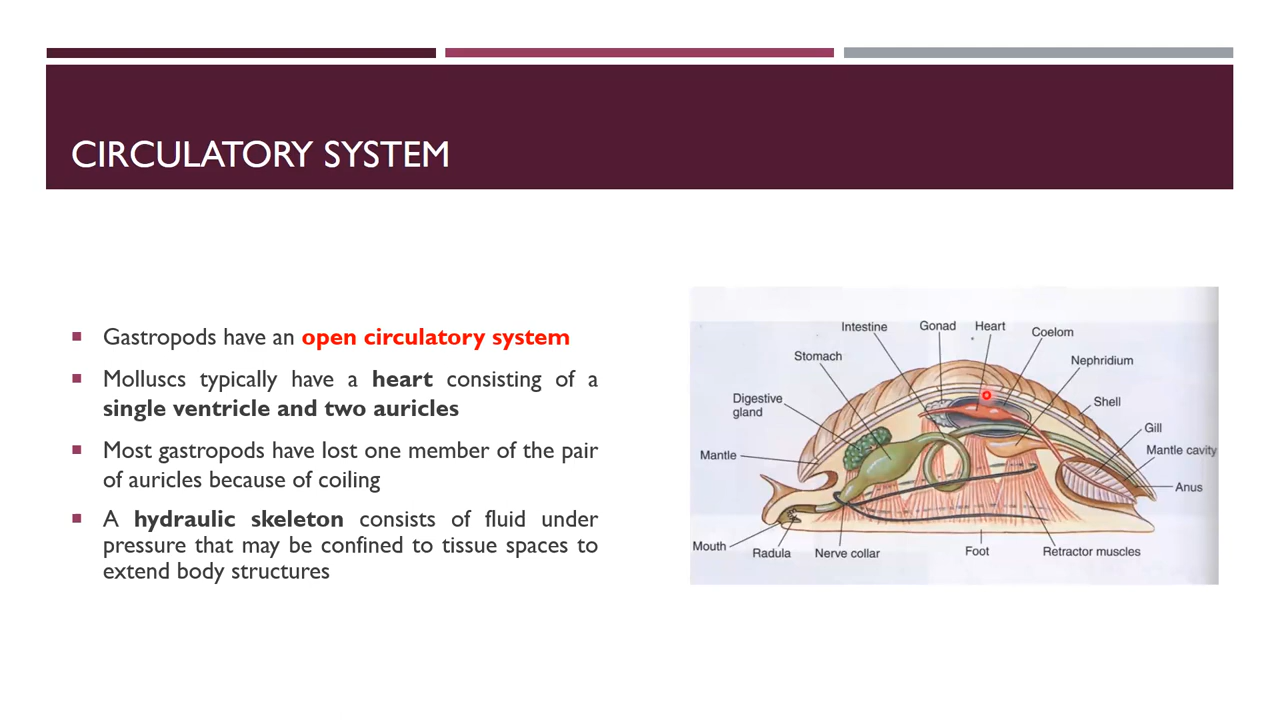 CIRCULATORY SYSTEM
Gastropods have an open circulatory system
Molluscs typically have a heart consisting of a
single ventricle and two auricles
Most gastropods have lost one member of the pair
of auricles because of coiling
A hydraulic skeleton consists of fluid under
pressure that may be confined to tissue spaces to
extend body structures
Intestine
Gonad
Heart
Coelom
Stomach
Nephridium
Digestive
gland
Shell
Gill
Mantle
Mantle cavity
Anus
Mouth
Radula
Nerve collar
Foot
Retractor muscles